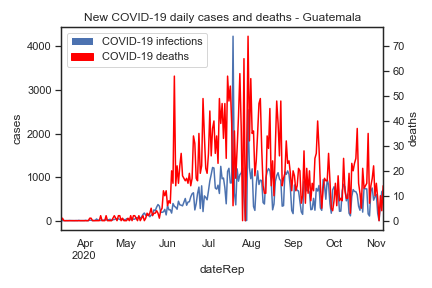 New COVID-19 daily cases and deaths - Guatemala
COVID-19 infections
COVID-19 deaths
4000
3000
2000
1000
0
cases
70
60
50
40
30
20
10
0
deaths
Apr May Jun Jul Aug Sep Oct Nov
2020
dateRep